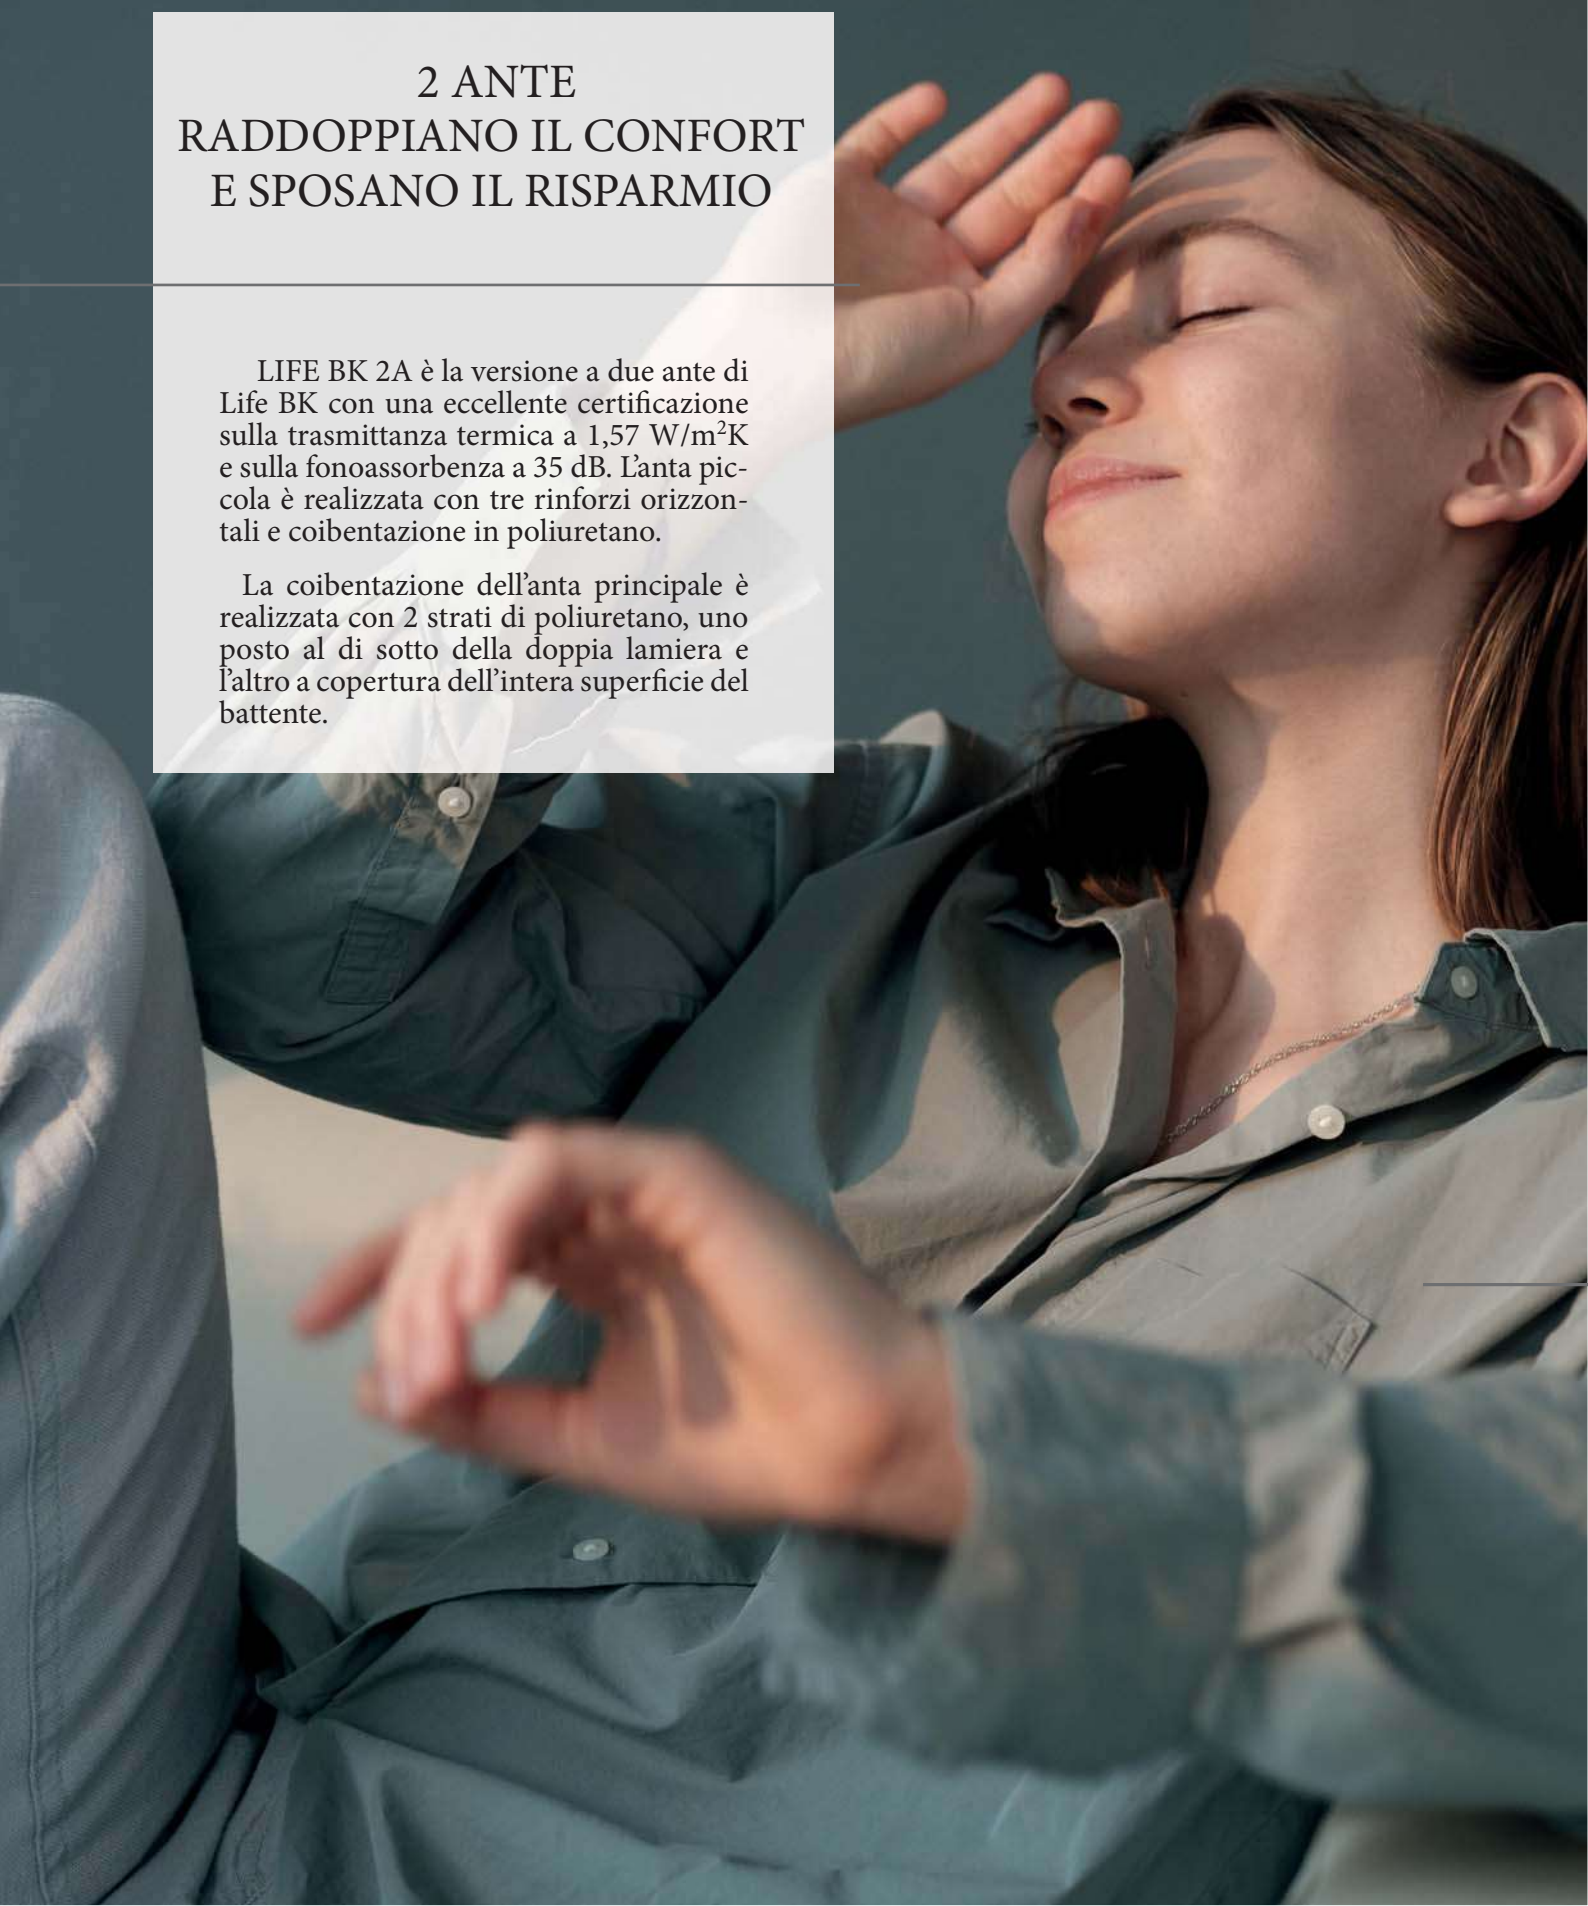 2 ANTE
RADDOPPIANO IL CONFORT
E SPOSANO IL RISPARMIO
LIFE BK 2A è la versione a due ante di
Life BK con una eccellente certificazione
sulla trasmittanza termica a 1,57 W/m²K
e sulla fonoassorbenza a 35 dB. L'anta pic-
cola è realizzata con tre rinforzi orizzon-
tali e coibentazione in poliuretano.
La coibentazione dell'anta principale è
realizzata con 2 strati di poliuretano, uno
posto al di sotto della doppia lamiera e
l'altro a copertura dell'intera superficie del
battente.